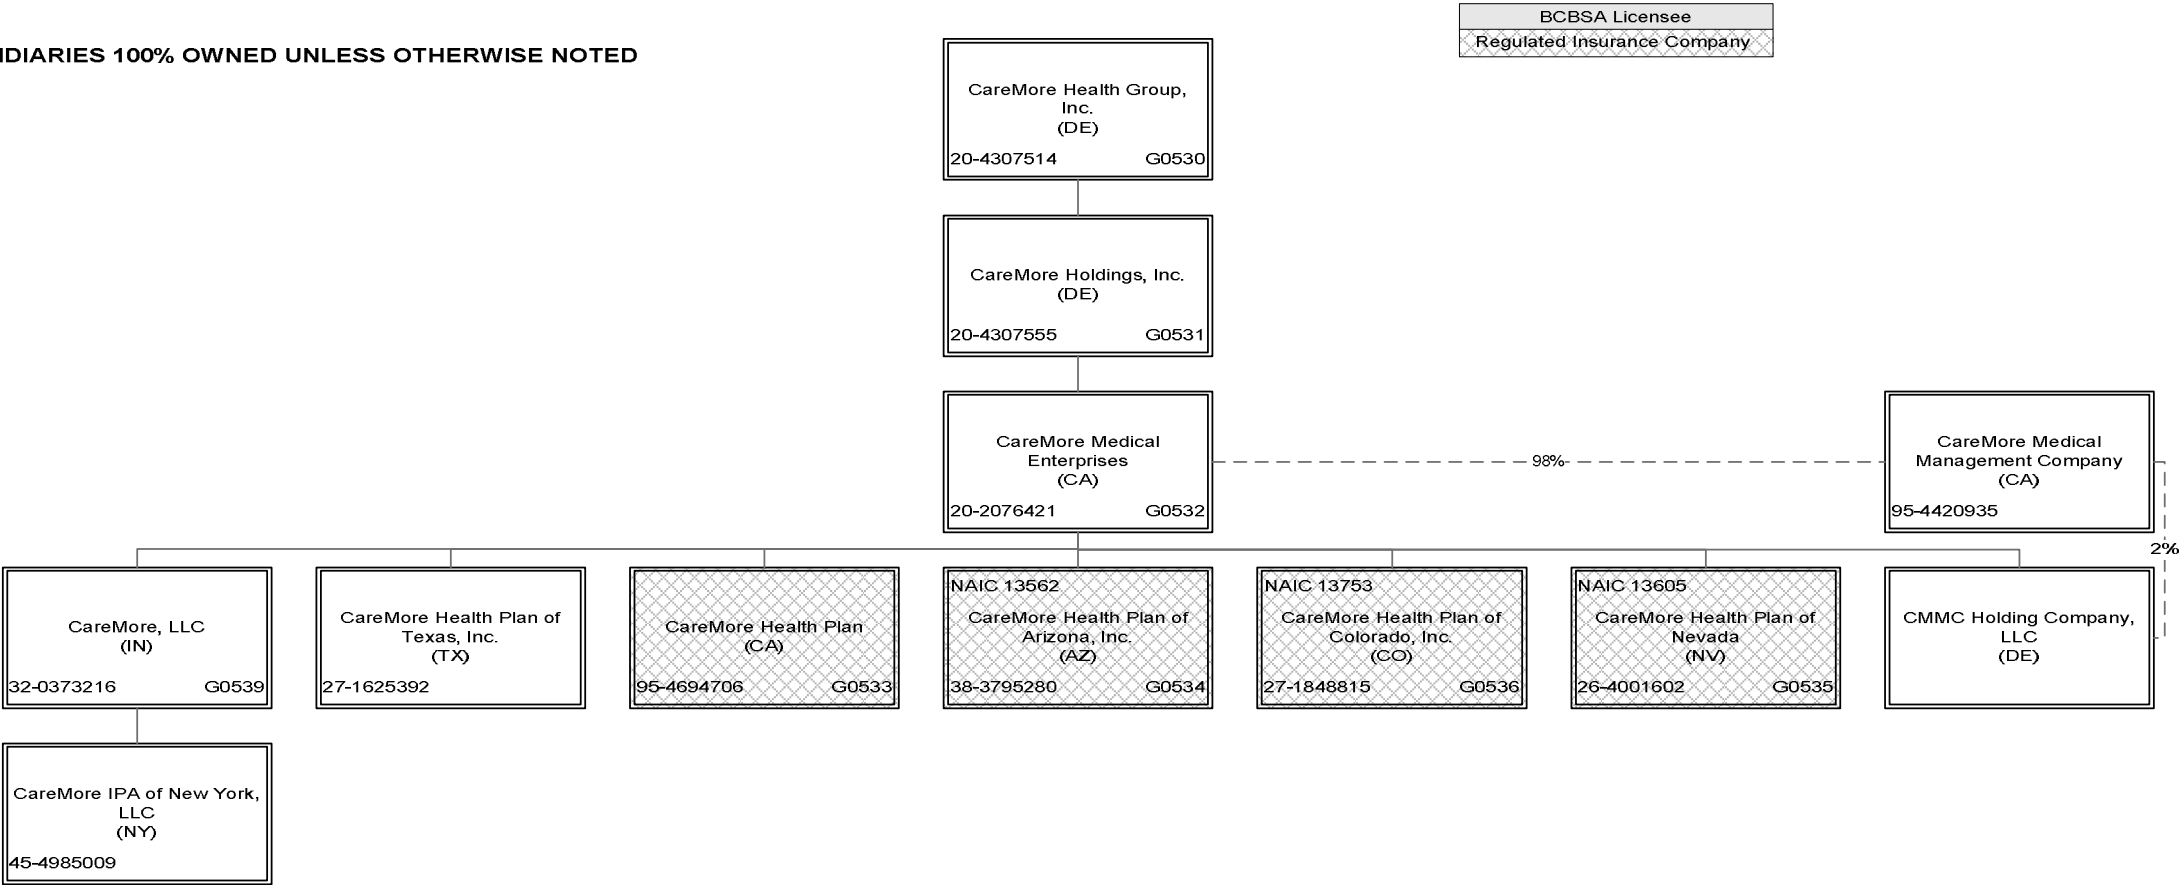 BCBSA Licensee
Regulated Insurance Company
IDIARIES 100% OWNED UNLESS OTHERWISE NOTED
CareMore Health Group,
Inc.
(DE)
20-4307514 G0530
CareMore Holdings, Inc.
(DE)
20-4307555 G0531
CareMore Medical
Enterprises
(CA)
20-2076421 G0532
98%
CareMore Medical
Management Company
(CA)
95-4420935
2%
CareMore, LLC
(IN)
32-0373216 G0539
CareMore Health Plan of
Texas, Inc.
(TX)
27-1625392
CareMore Health Plan
(CA)
95-4694706 G0533
NAIC 13562
CareMore Health Plan of
Arizona, Inc.
(AZ)
38-3795280 G0534
NAIC 13753
CareMore Health Plan of
Colorado, Inc.
(CO)
27-1848815 G0536
NAIC 13605
CareMore Health Plan of
Nevada
(NV)
26-4001602 G0535
CMMC Holding Company,
LLC
(DE)
CareMore IPA of New York,
LLC
(NY)
45-4985009